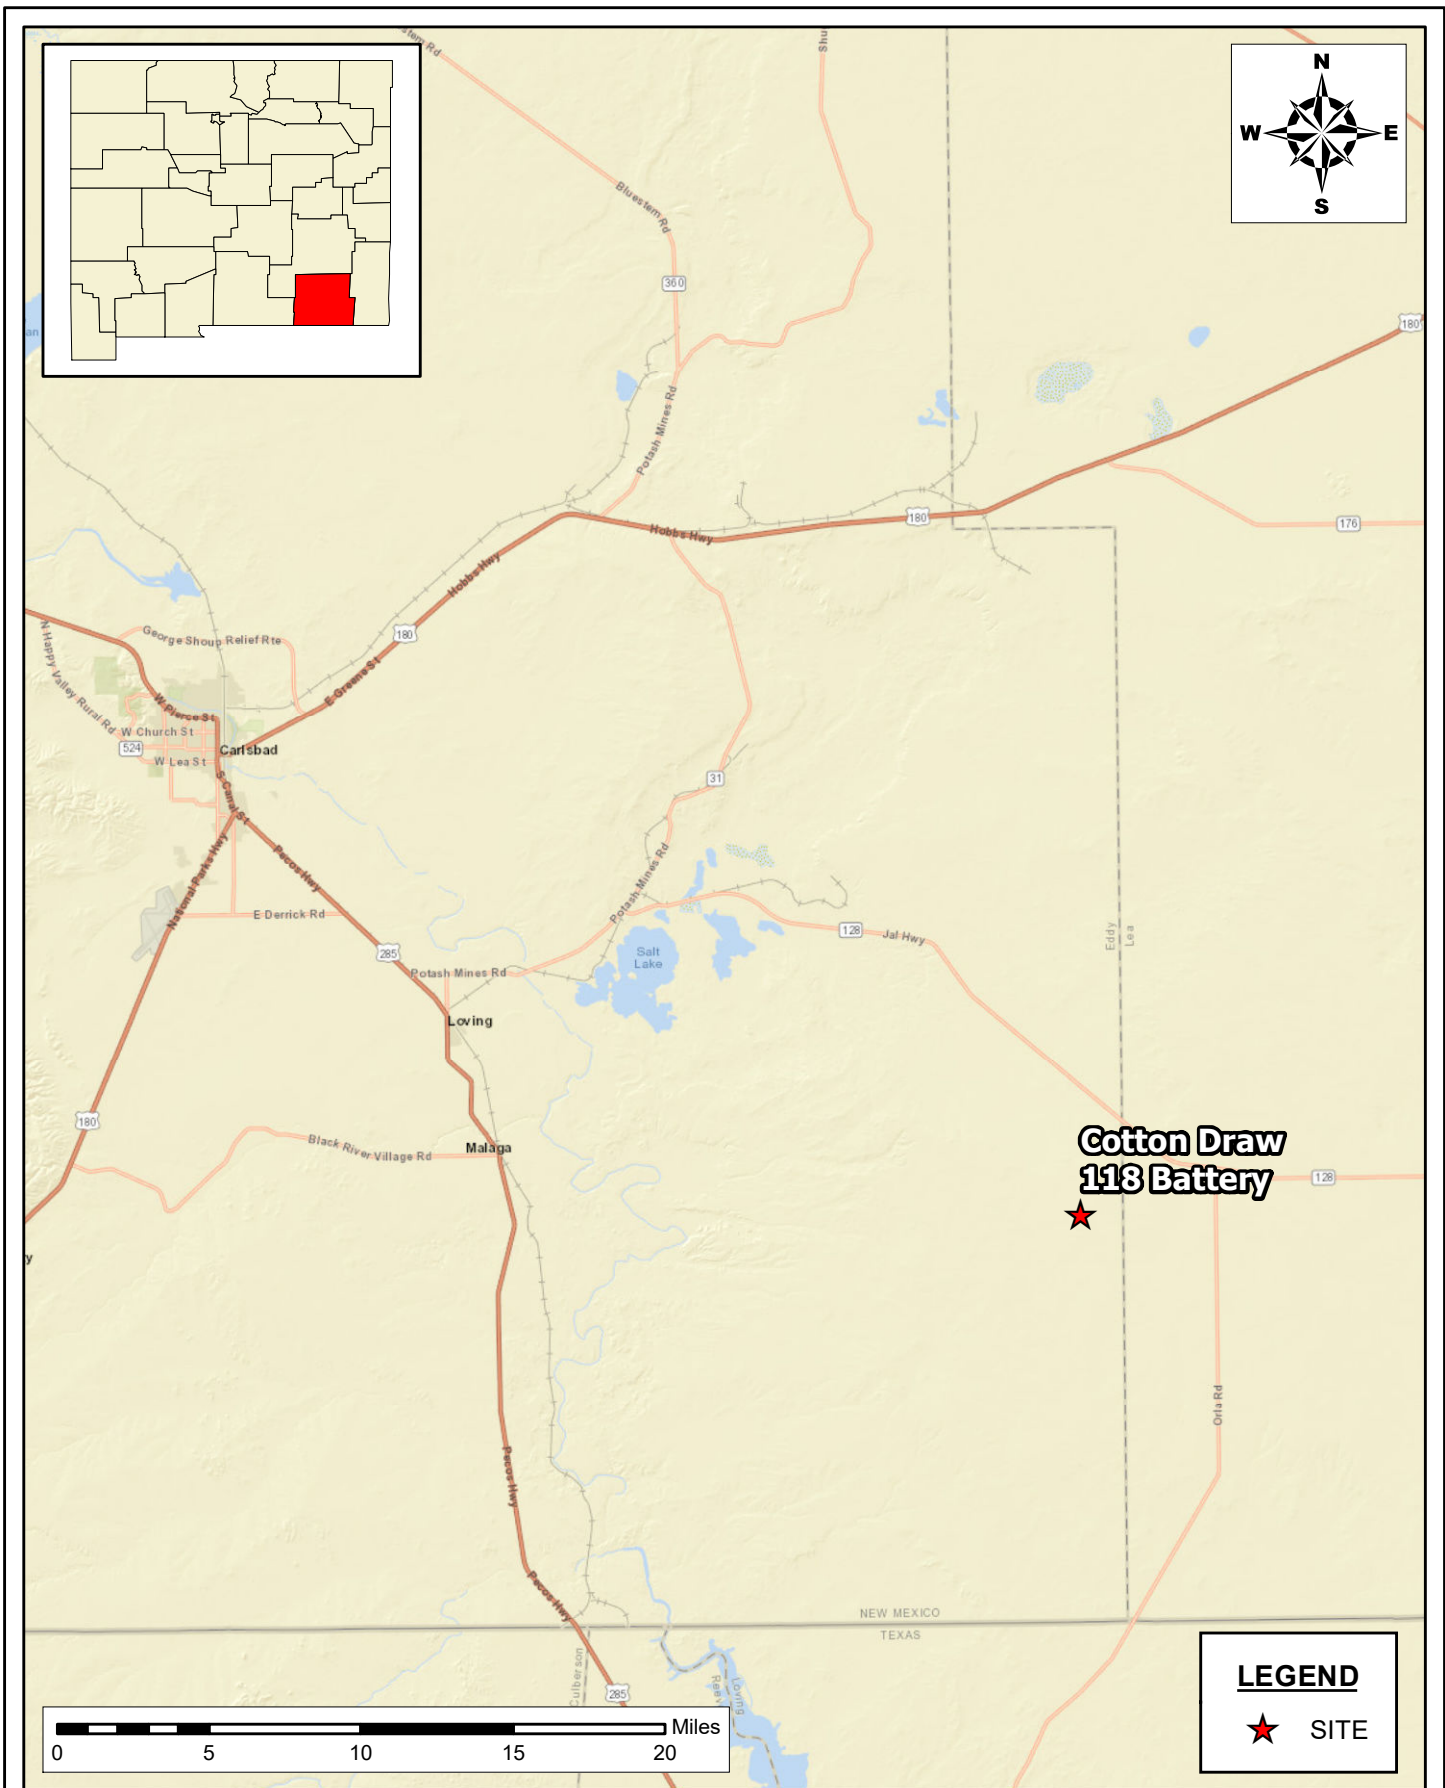 N
W E
S
Bluestem Rd
360
180
Potash Mines Rd
180
Hobbs Hwy
176
Hobbs Hwy
George Shoup Relief Rte
180
N Happy Valley Rural Rd
E Greene St
W Pierce St
W Church St
524
Carlsbad
W Lea St
31
S Canal St
National Parks Hwy
Pecos Hwy
Potash Mines Rd
E Derrick Rd
128
Jal Hwy
Eddy
Lea
285
Salt
Lake
Potash Mines Rd
Loving
180
Cotton Draw
118 Battery
Black River Village Rd
Malaga
128
Orla Rd
Pecos Hwy
Pecos Hwy
NEW MEXICO
TEXAS
Culberson
Loving
285
LEGEND
SITE
Miles
0 5 10 15 20